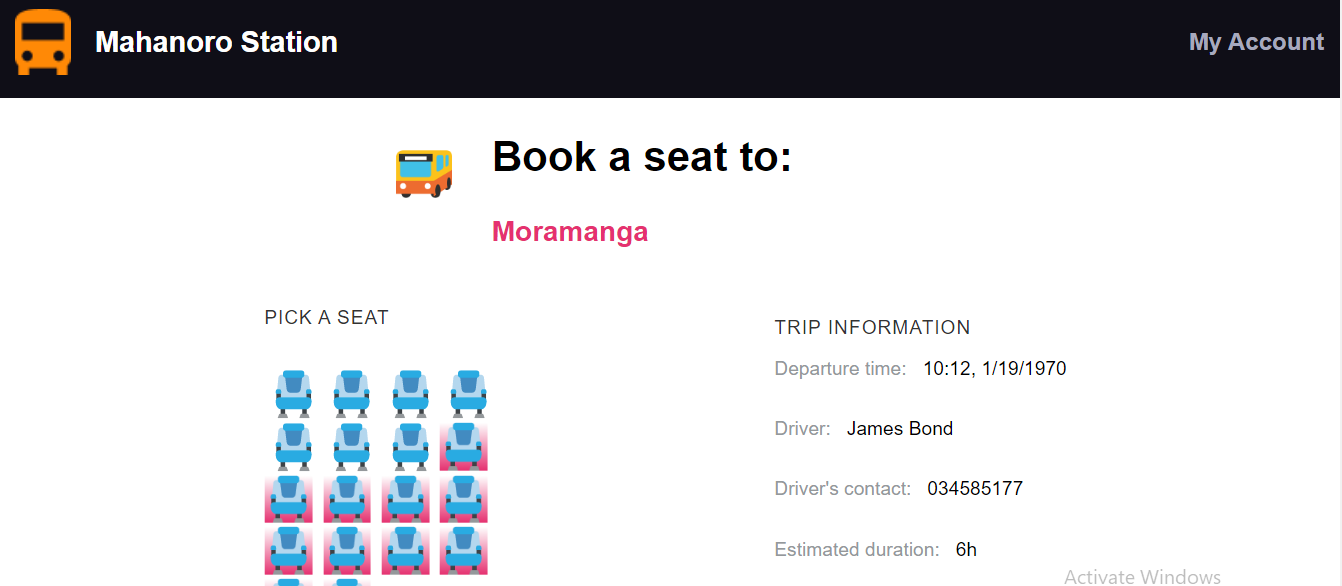 Mahanoro Station
My Account
Book a seat to:
Moramanga
PICK A SEAT
TRIP INFORMATION
Departure time: 10:12, 1/19/1970
Driver: James Bond
Driver's contact: 034585177
Estimated duration: 6h
Activate Windows